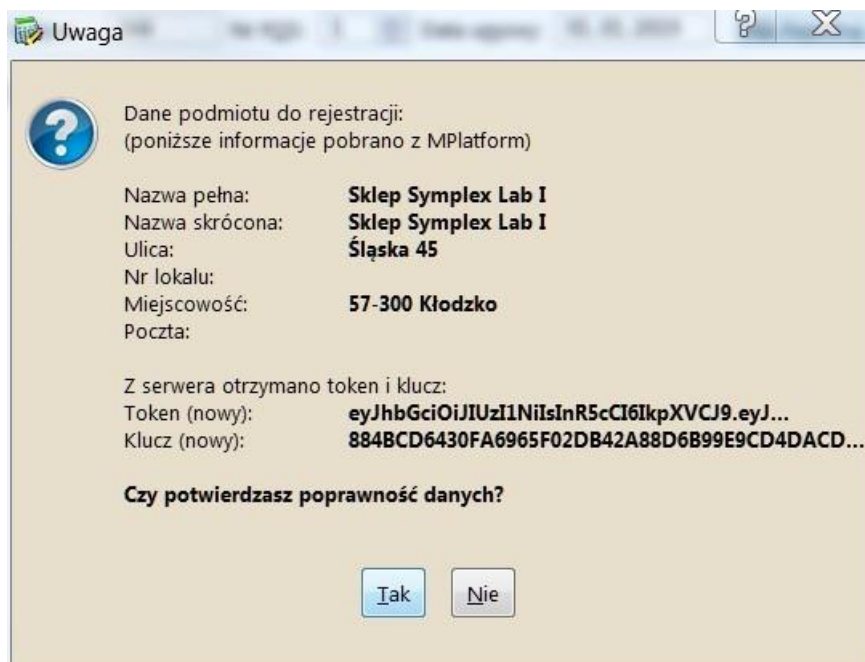 Uwaga
Dane podmiotu do rejestracji:
(poniższe informacje pobrano z MPlatform)
Nazwa pełna: Sklep Symplex Lab I
Nazwa skrócona: Sklep Symplex Lab I
Ulica: Śląska 45
Nr lokalu:
Miejscowość: 57-300 Kłodzko
Poczta:
Z serwera otrzymano token i klucz:
Token (nowy): eyJhbGciOiJIUzI1NiIsInR5cCI6IkpXVCJ9.eyJ...
Klucz (nowy): 884BCD6430FA6965F02DB42A88D6B99E9CD4DACD...
Czy potwierdzasz poprawność danych?
Tak Nie